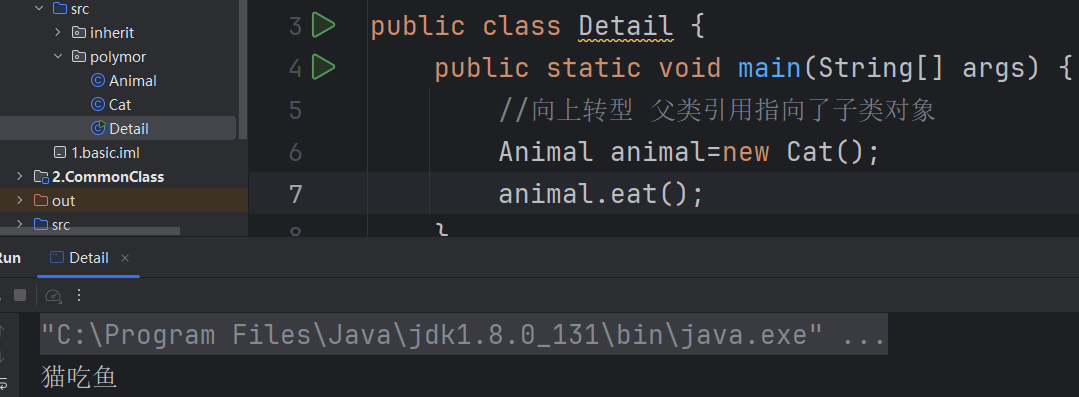 src
inherit
polymor
Animal
Cat
Detail
1.basic.iml
2.CommonClass
out
src
3 public class Detail {
4 public static void main(String[] args) {
5 //向上转型 父类引用指向了子类对象
6 Animal animal=new Cat();
7 animal.eat();
8 }
Run Detail ×
"C:\Program Files\Java\jdk1.8.0_131\bin\java.exe" ...
猫吃鱼